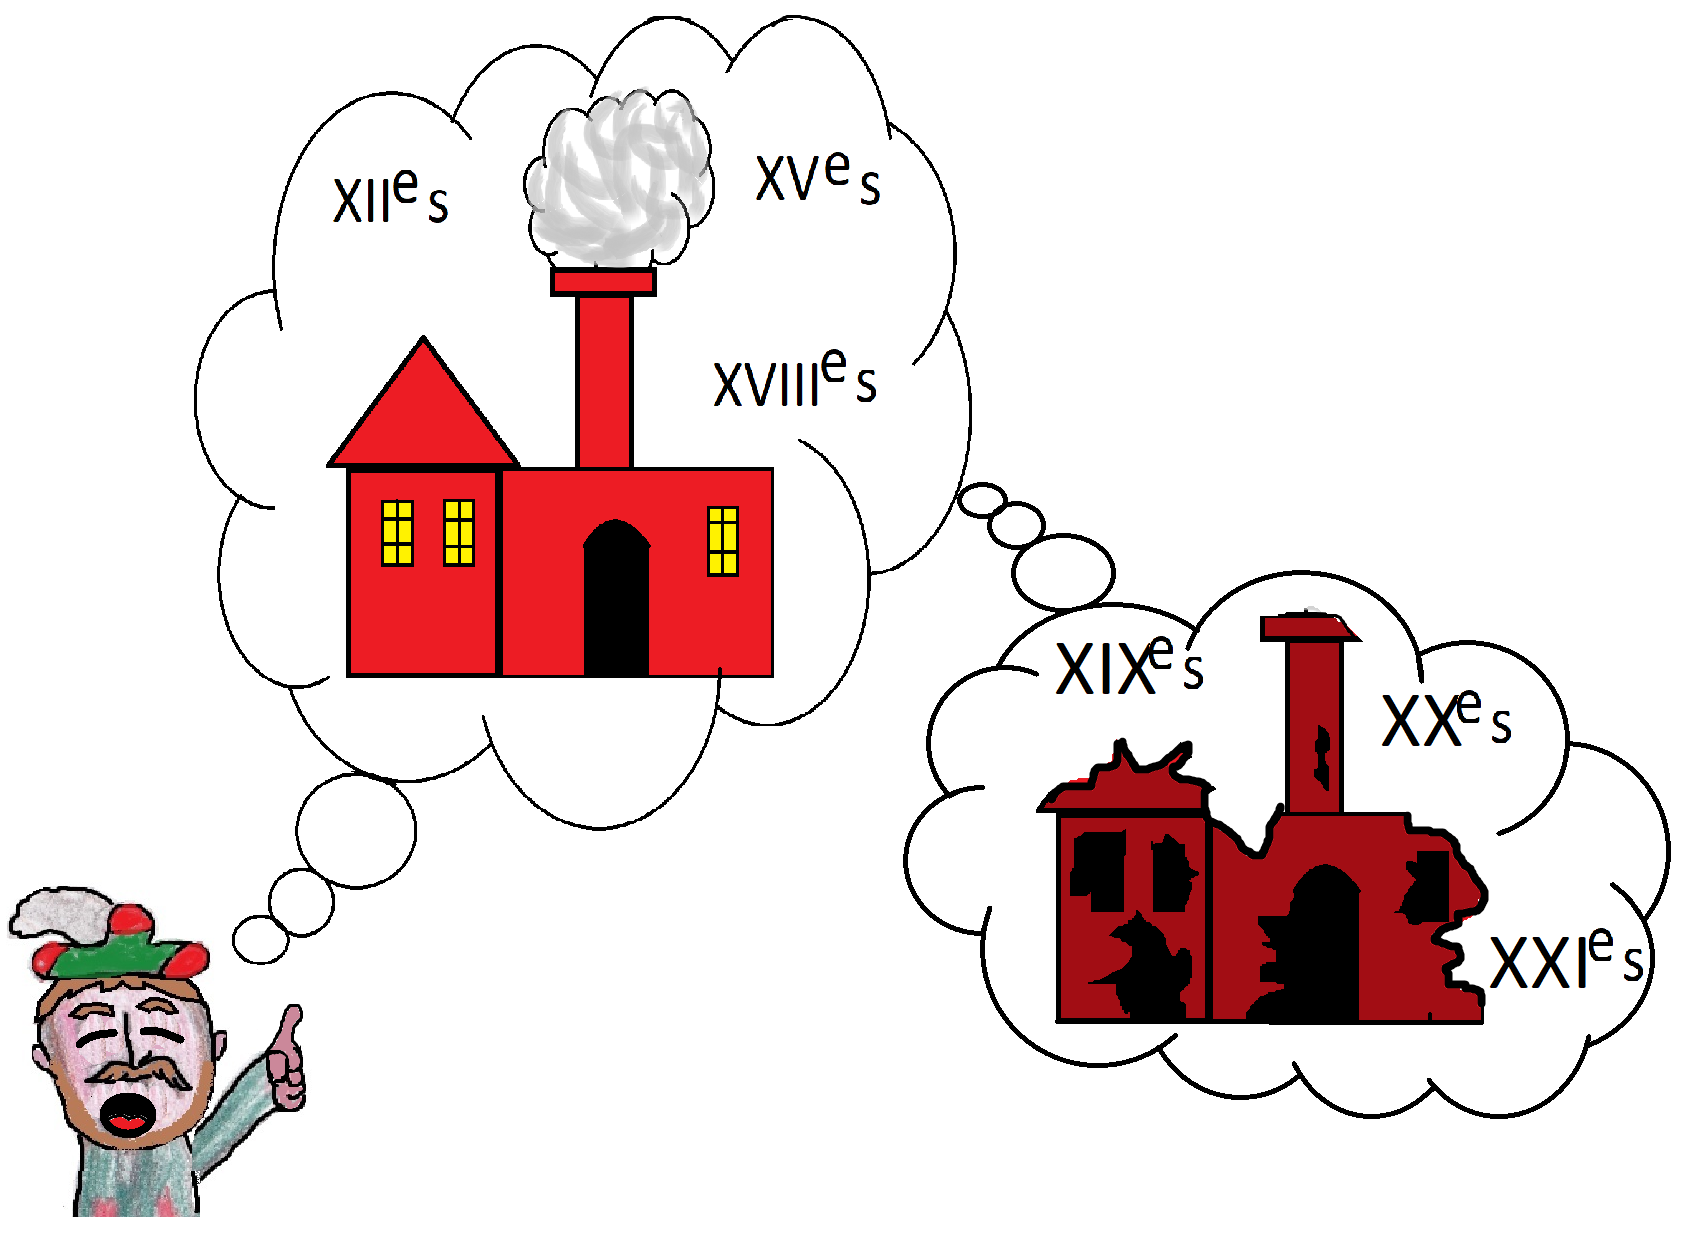 XIIᵉ s
XVᵉ s
XVIIIᵉ s
XIXᵉ s
XXᵉ s
XXIᵉ s